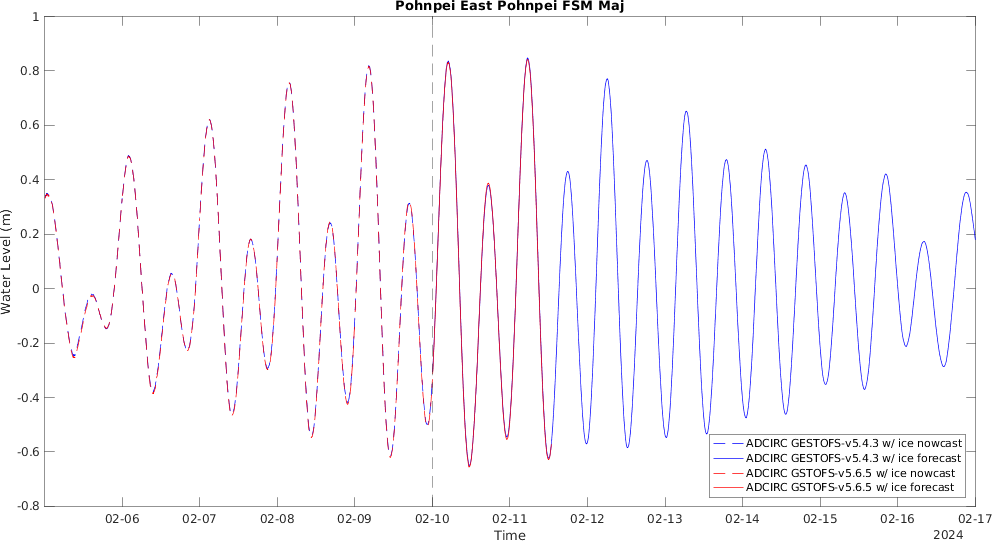 Pohnpei East Pohnpei FSM Maj
1
0.8
0.6
0.4
0.2
0
-0.2
-0.4
-0.6
-0.8
Water Level (m)
02-06 02-07 02-08 02-09 02-10 02-11 02-12 02-13 02-14 02-15 02-16 02-17
Time
2024
ADCIRC GESTOFS-v5.4.3 w/ ice nowcast
ADCIRC GESTOFS-v5.4.3 w/ ice forecast
ADCIRC GSTOFS-v5.6.5 w/ ice nowcast
ADCIRC GSTOFS-v5.6.5 w/ ice forecast